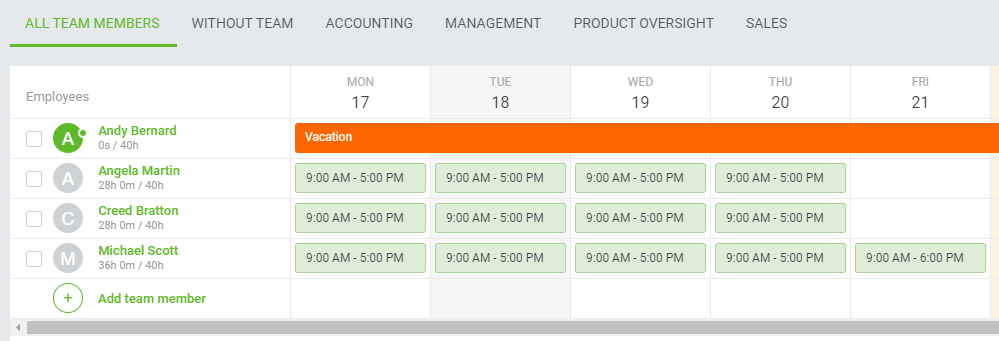 ALL TEAM MEMBERS WITHOUT TEAM ACCOUNTING MANAGEMENT PRODUCT OVERSIGHT SALES
Employees
MON TUE WED THU FRI
17 18 19 20 21
A Andy Bernard
0s / 40h
Vacation
A Angela Martin
28h 0m / 40h
9:00 AM - 5:00 PM 9:00 AM - 5:00 PM 9:00 AM - 5:00 PM 9:00 AM - 5:00 PM
C Creed Bratton
28h 0m / 40h
9:00 AM - 5:00 PM 9:00 AM - 5:00 PM 9:00 AM - 5:00 PM 9:00 AM - 5:00 PM
M Michael Scott
36h 0m / 40h
9:00 AM - 5:00 PM 9:00 AM - 5:00 PM 9:00 AM - 5:00 PM 9:00 AM - 5:00 PM 9:00 AM - 6:00 PM
+ Add team member